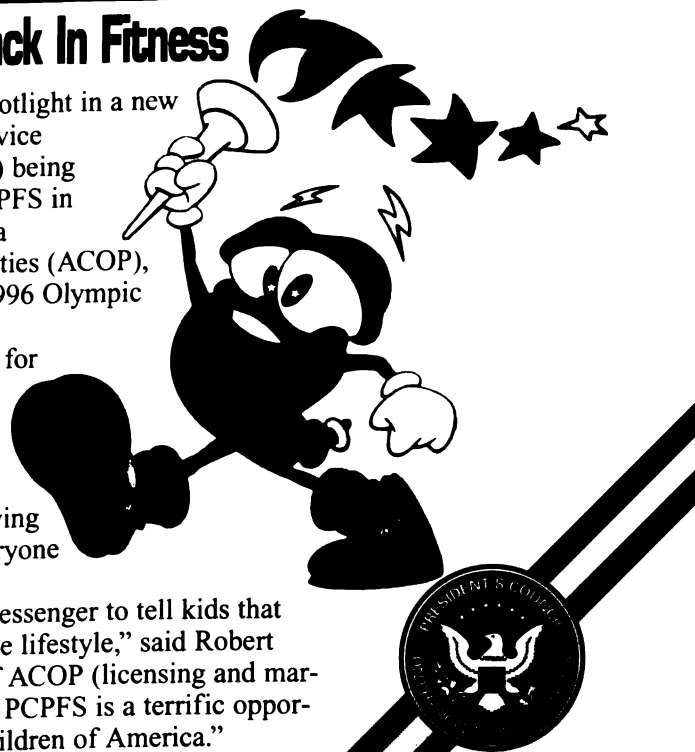 ck In Fitness
otlight in a new
vice
) being
PFS in
a
ties (ACOP),
996 Olympic
for
ving
ryone
essenger to tell kids that
e lifestyle,” said Robert
f ACOP (licensing and mar-
PCPFS is a terrific oppor-
ildren of America.”
PRESIDENT'S COUNCIL